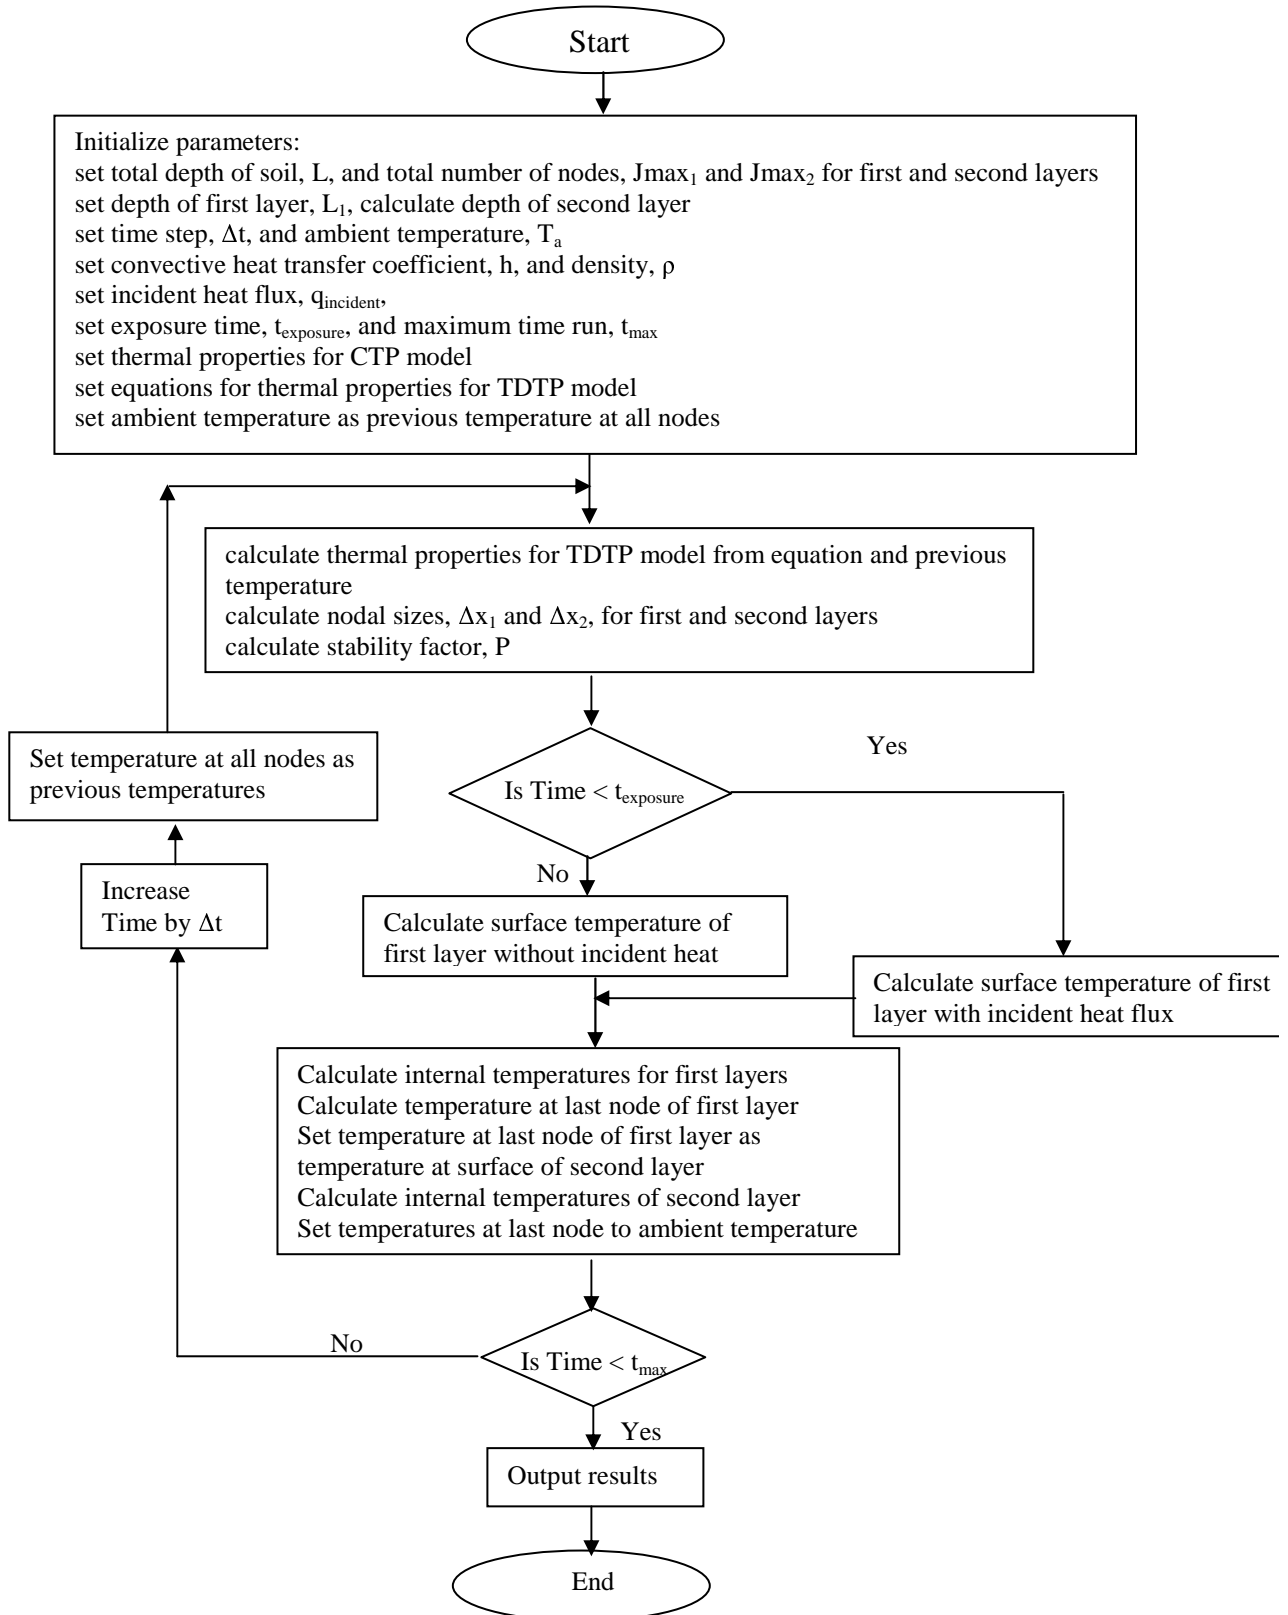 Start
Initialize parameters:
set total depth of soil, L, and total number of nodes, Jmax₁ and Jmax₂ for first and second layers
set depth of first layer, L₁, calculate depth of second layer
set time step, Δt, and ambient temperature, Tₐ
set convective heat transfer coefficient, h, and density, ρ
set incident heat flux, q_incident,
set exposure time, t_exposure, and maximum time run, t_max
set thermal properties for CTP model
set equations for thermal properties for TDTP model
set ambient temperature as previous temperature at all nodes
calculate thermal properties for TDTP model from equation and previous
temperature
calculate nodal sizes, Δx₁ and Δx₂, for first and second layers
calculate stability factor, P
Is Time < t_exposure
Yes
No
Set temperature at all nodes as
previous temperatures
Increase
Time by Δt
Calculate surface temperature of
first layer without incident heat
Calculate surface temperature of first
layer with incident heat flux
Calculate internal temperatures for first layers
Calculate temperature at last node of first layer
Set temperature at last node of first layer as
temperature at surface of second layer
Calculate internal temperatures of second layer
Set temperatures at last node to ambient temperature
No
Is Time < t_max
Yes
Output results
End